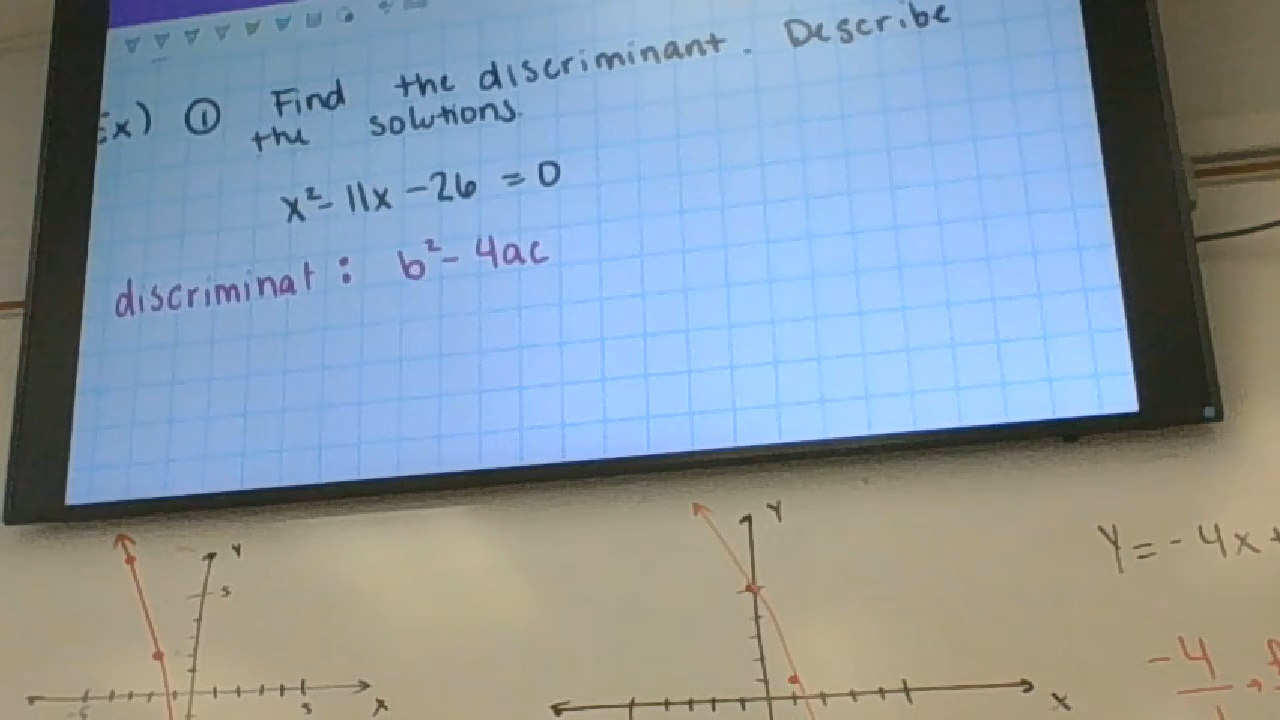 Ex) ① Find the discriminant. Describe
the solutions.
x² - 11x - 26 = 0
discriminat: b² - 4ac
Y
5
-5
5
X
Y
X
Y = -4x +
-4